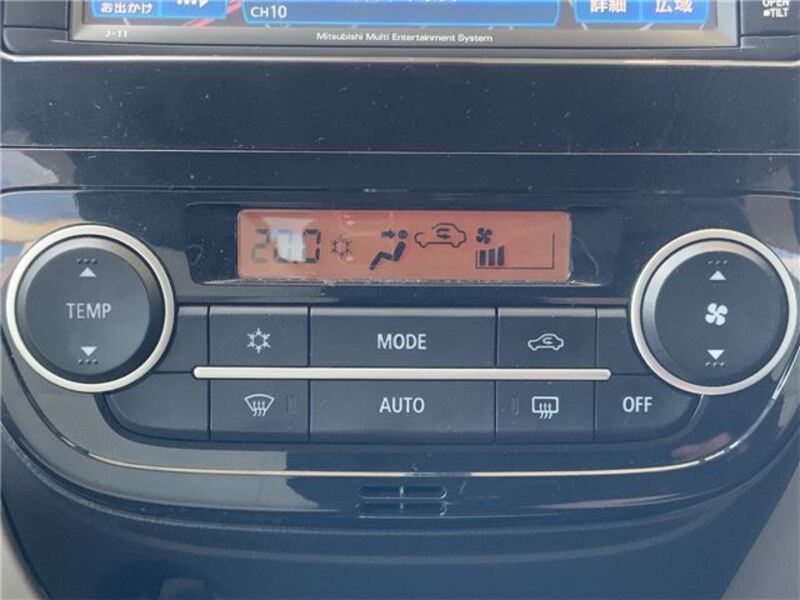 お出かけ
CH10
詳細
広域
OPEN
■TILT
J-11
Mitsubishi Multi Entertainment System
TEMP
MODE
AUTO
OFF